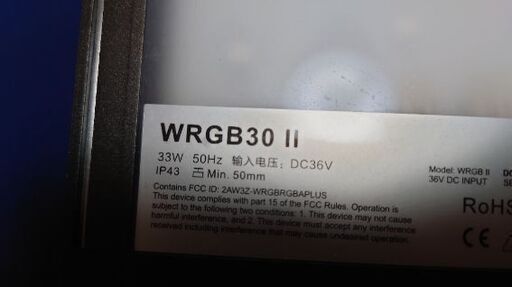 WRGB30 II
33W 50Hz 输入电压: DC36V
IP43 Min. 50mm
Contains FCC ID: 2AW3Z-WRGBRGBAPLUS
This device complies with part 15 of the FCC Rules. Operation is
subject to the following two conditions: 1. This device may not cause
harmful interference, and 2. This device must accept any interference
received including interference that may cause undesired operation.
Model: WRGB II
36V DC INPUT
RoHS
CE